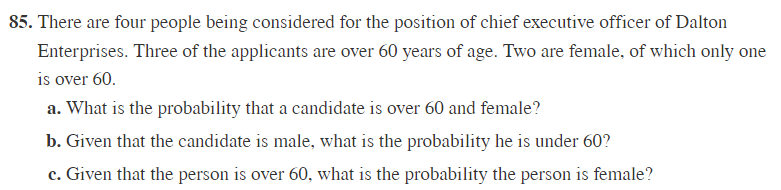 85. There are four people being considered for the position of chief executive officer of Dalton
Enterprises. Three of the applicants are over 60 years of age. Two are female, of which only one
is over 60.
a. What is the probability that a candidate is over 60 and female?
b. Given that the candidate is male, what is the probability he is under 60?
c. Given that the person is over 60, what is the probability the person is female?